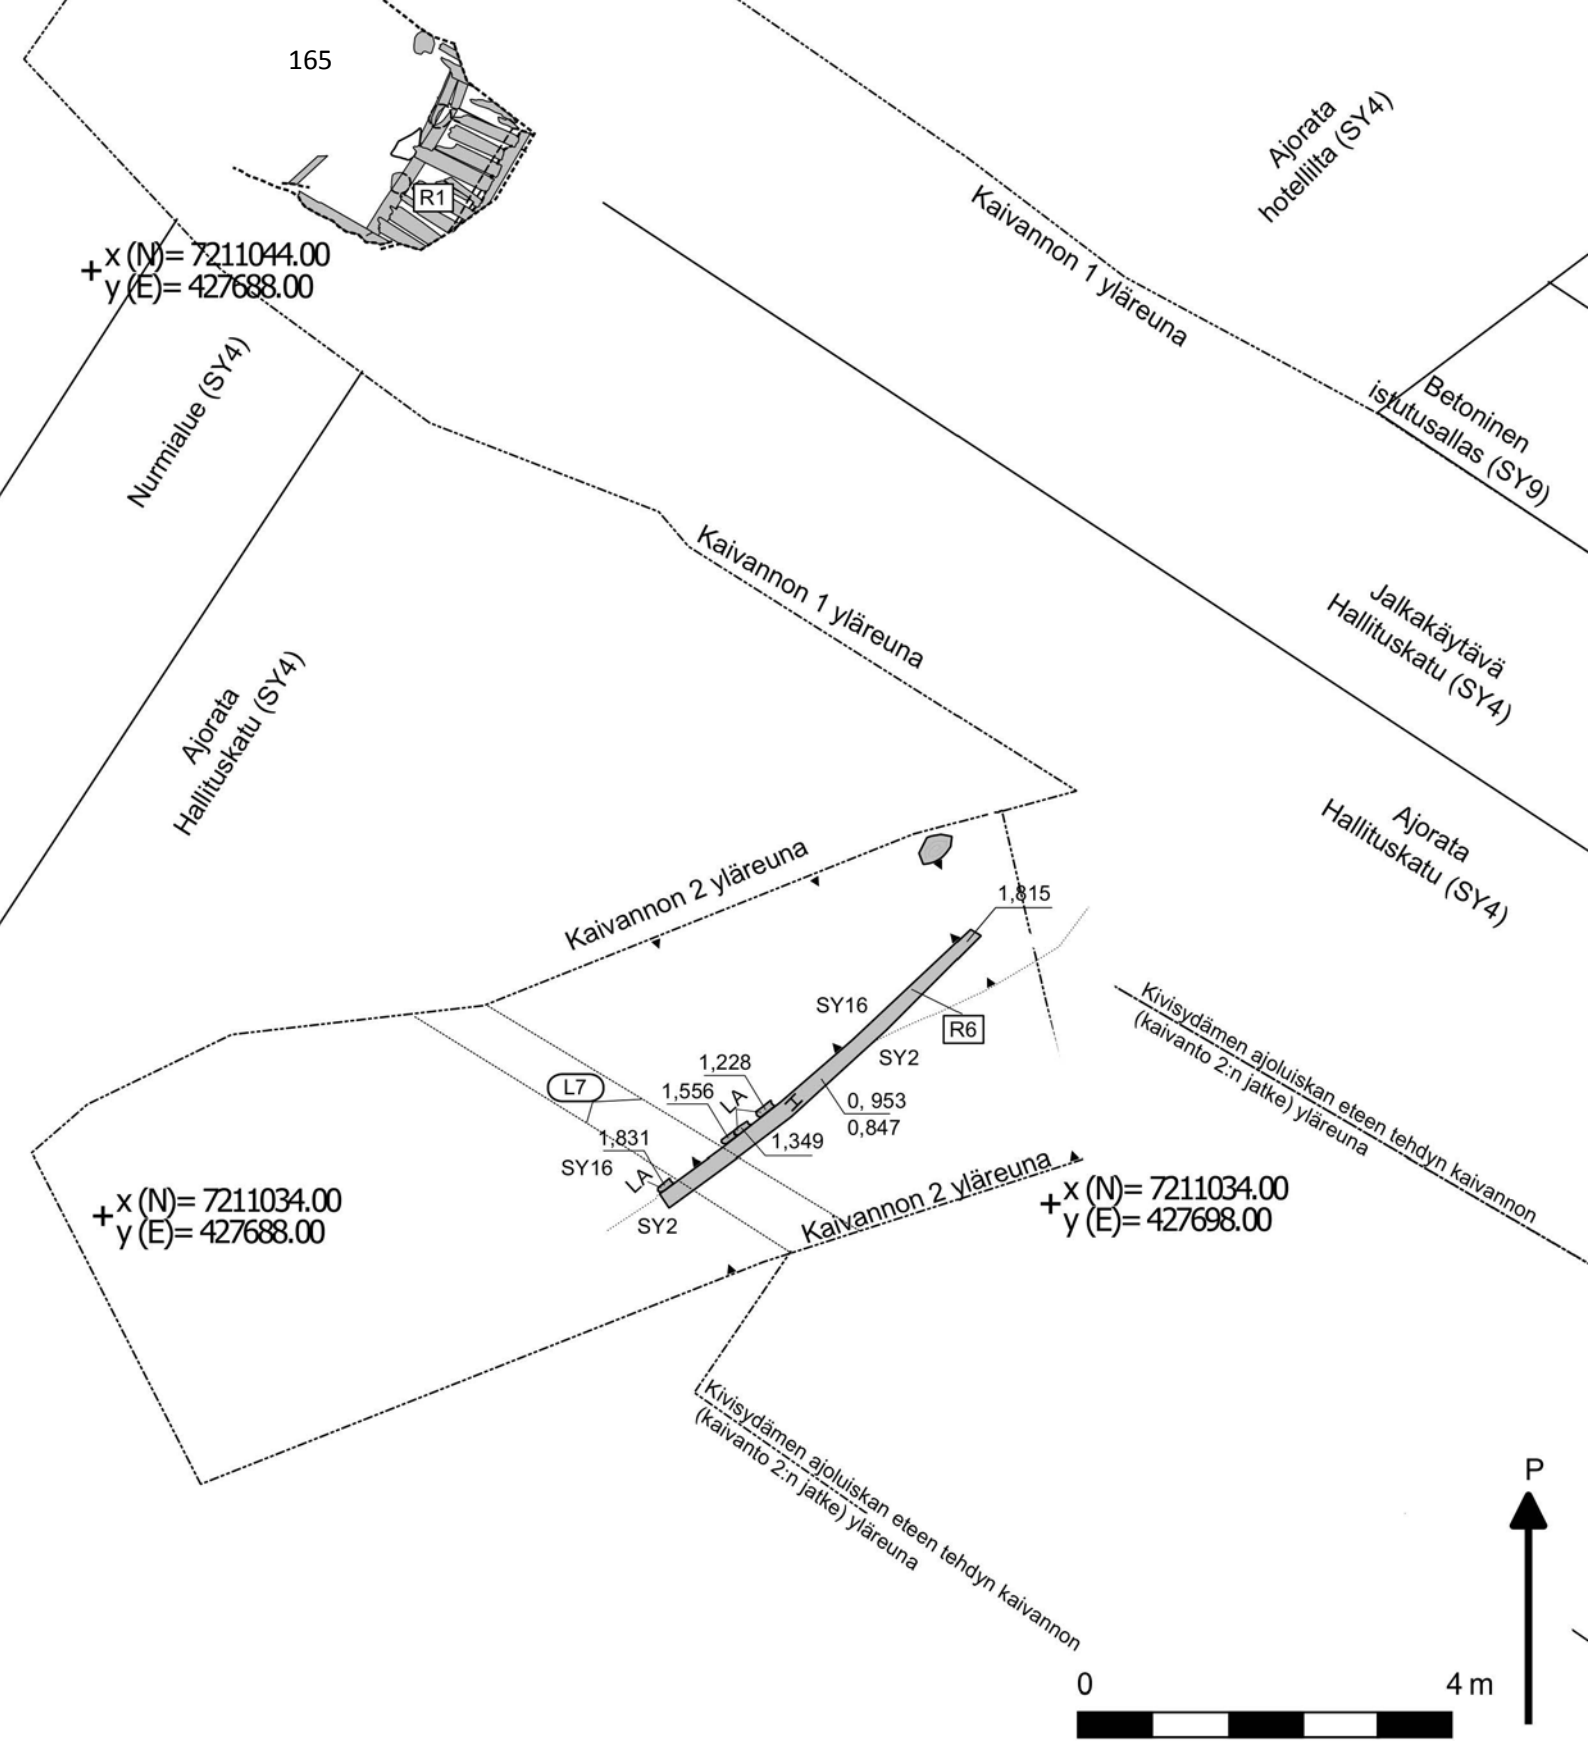 165
R1
x (N)= 7211044.00
y (E)= 427688.00
Ajorata
hotellilta (SY4)
Kaivannon 1 yläreuna
Betoninen
istutusallas (SY9)
Nurmialue (SY4)
Kaivannon 1 yläreuna
Jalkakäytävä
Hallituskatu (SY4)
Ajorata
Hallituskatu (SY4)
Ajorata
Hallituskatu (SY4)
Kaivannon 2 yläreuna
1,815
SY16
R6
SY2
1,228
1,556
LA
L7
0, 953
0,847
1,349
1,831
SY16
LA
SY2
Kivisydämen ajoluiskan eteen tehdyn kaivannon
(kaivanto 2:n jatke) yläreuna
Kaivannon 2 yläreuna
x (N)= 7211034.00
y (E)= 427688.00
x (N)= 7211034.00
y (E)= 427698.00
Kivisydämen ajoluiskan eteen tehdyn kaivannon
(kaivanto 2:n jatke) yläreuna
P
0 4 m